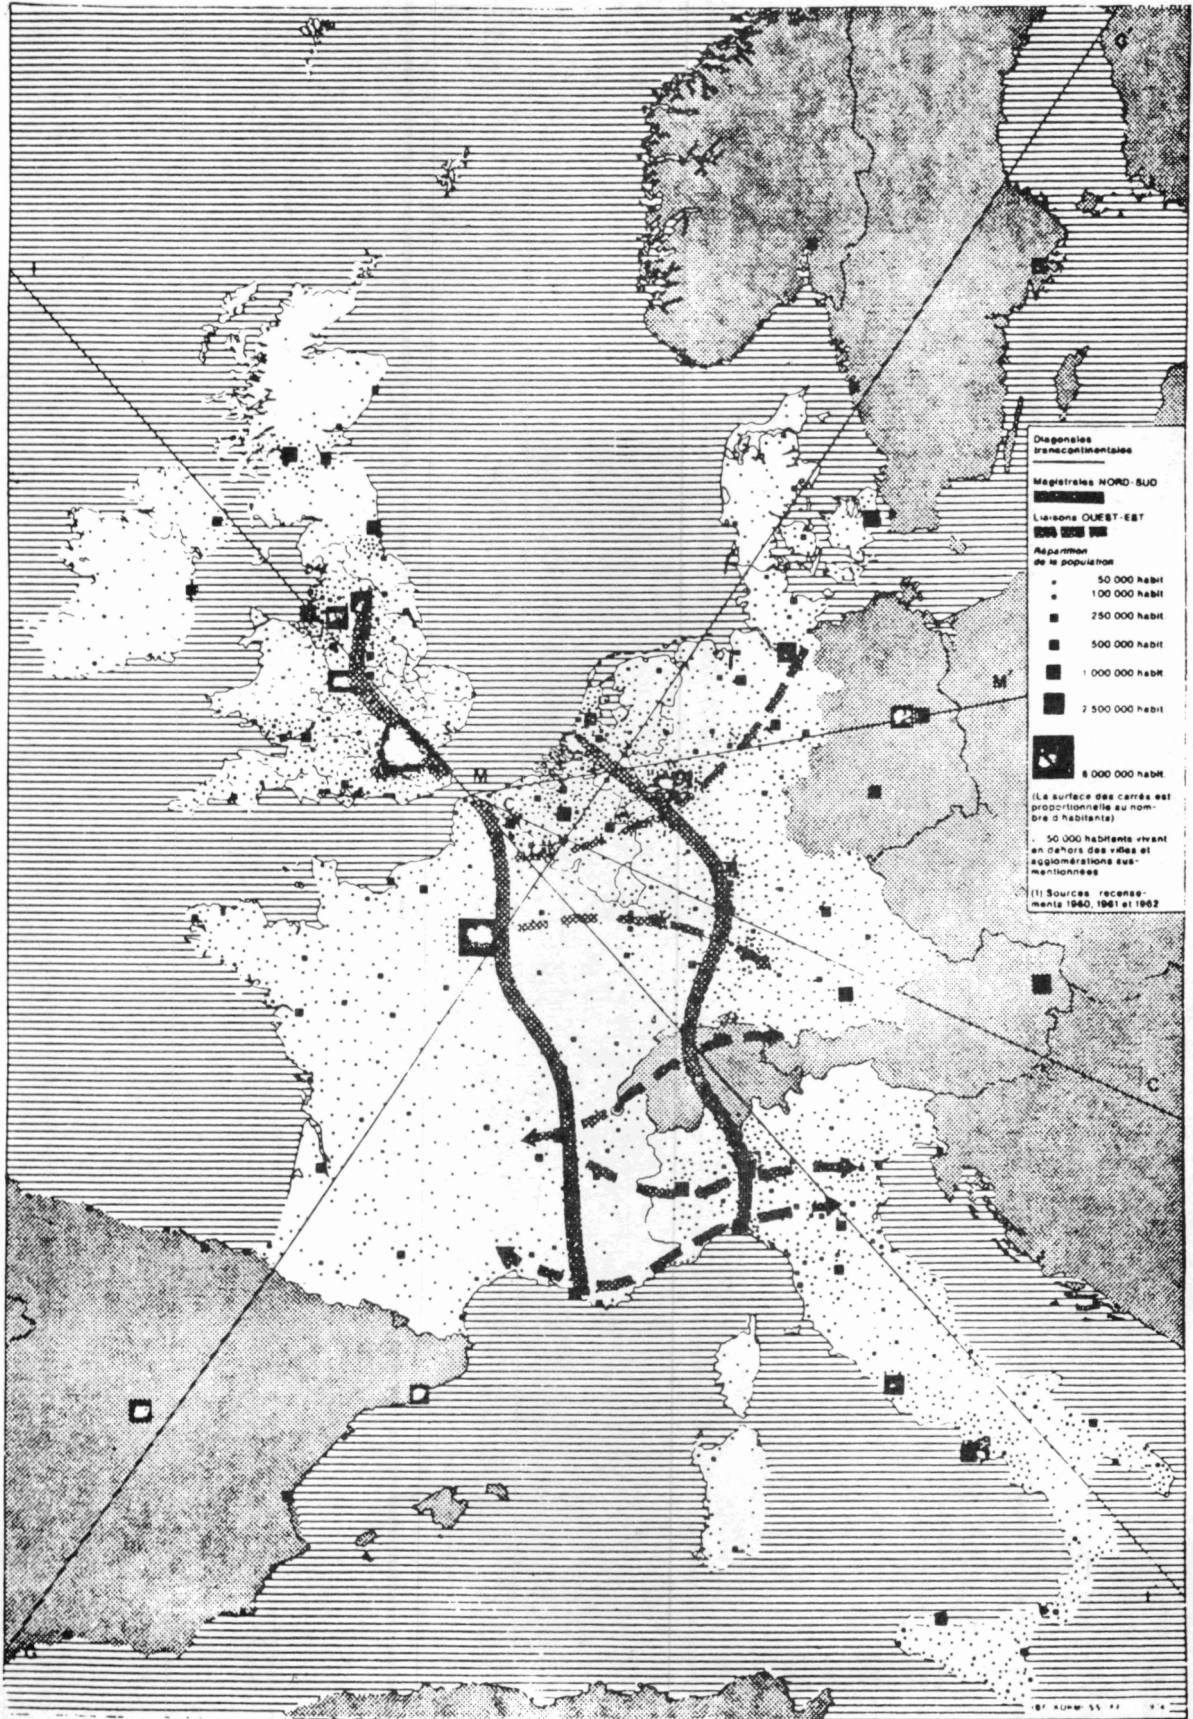 G'
I
Diagonales
transcontinentales
Magistrales NORD-SUD
Liaisons OUEST-EST
Répartition
de la population
50 000 habit.
100 000 habit.
250 000 habit.
500 000 habit.
1 000 000 habit.
2 500 000 habit.
8 000 000 habit.
(La surface des carrés est
proportionnelle au nom-
bre d'habitants)
. 50 000 habitants vivant
en dehors des villes et
agglomérations sus-
mentionnées
(1) Sources recense-
ments 1960, 1961 et 1962
M'
M
C
C
I
G